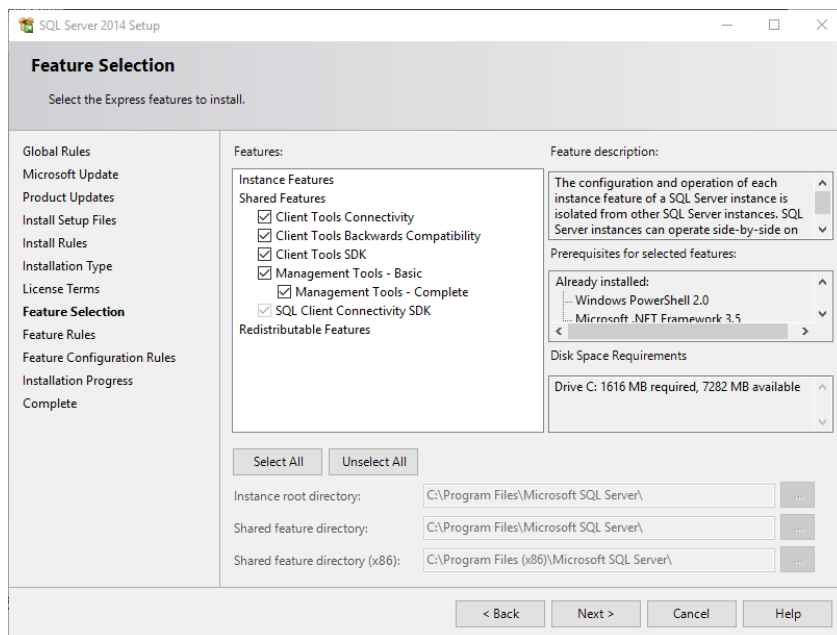 SQL Server 2014 Setup
Feature Selection
Select the Express features to install.
Global Rules
Microsoft Update
Product Updates
Install Setup Files
Install Rules
Installation Type
License Terms
Feature Selection
Feature Rules
Feature Configuration Rules
Installation Progress
Complete
Features:
Instance Features
Shared Features
Client Tools Connectivity
Client Tools Backwards Compatibility
Client Tools SDK
Management Tools - Basic
Management Tools - Complete
SQL Client Connectivity SDK
Redistributable Features
Feature description:
The configuration and operation of each
instance feature of a SQL Server instance is
isolated from other SQL Server instances. SQL
Server instances can operate side-by-side on
Prerequisites for selected features:
Already installed:
Windows PowerShell 2.0
Microsoft .NET Framework 3.5
Disk Space Requirements
Drive C: 1616 MB required, 7282 MB available
Select All
Unselect All
Instance root directory:
C:\Program Files\Microsoft SQL Server\
...
Shared feature directory:
C:\Program Files\Microsoft SQL Server\
...
Shared feature directory (x86):
C:\Program Files (x86)\Microsoft SQL Server\
...
< Back
Next >
Cancel
Help